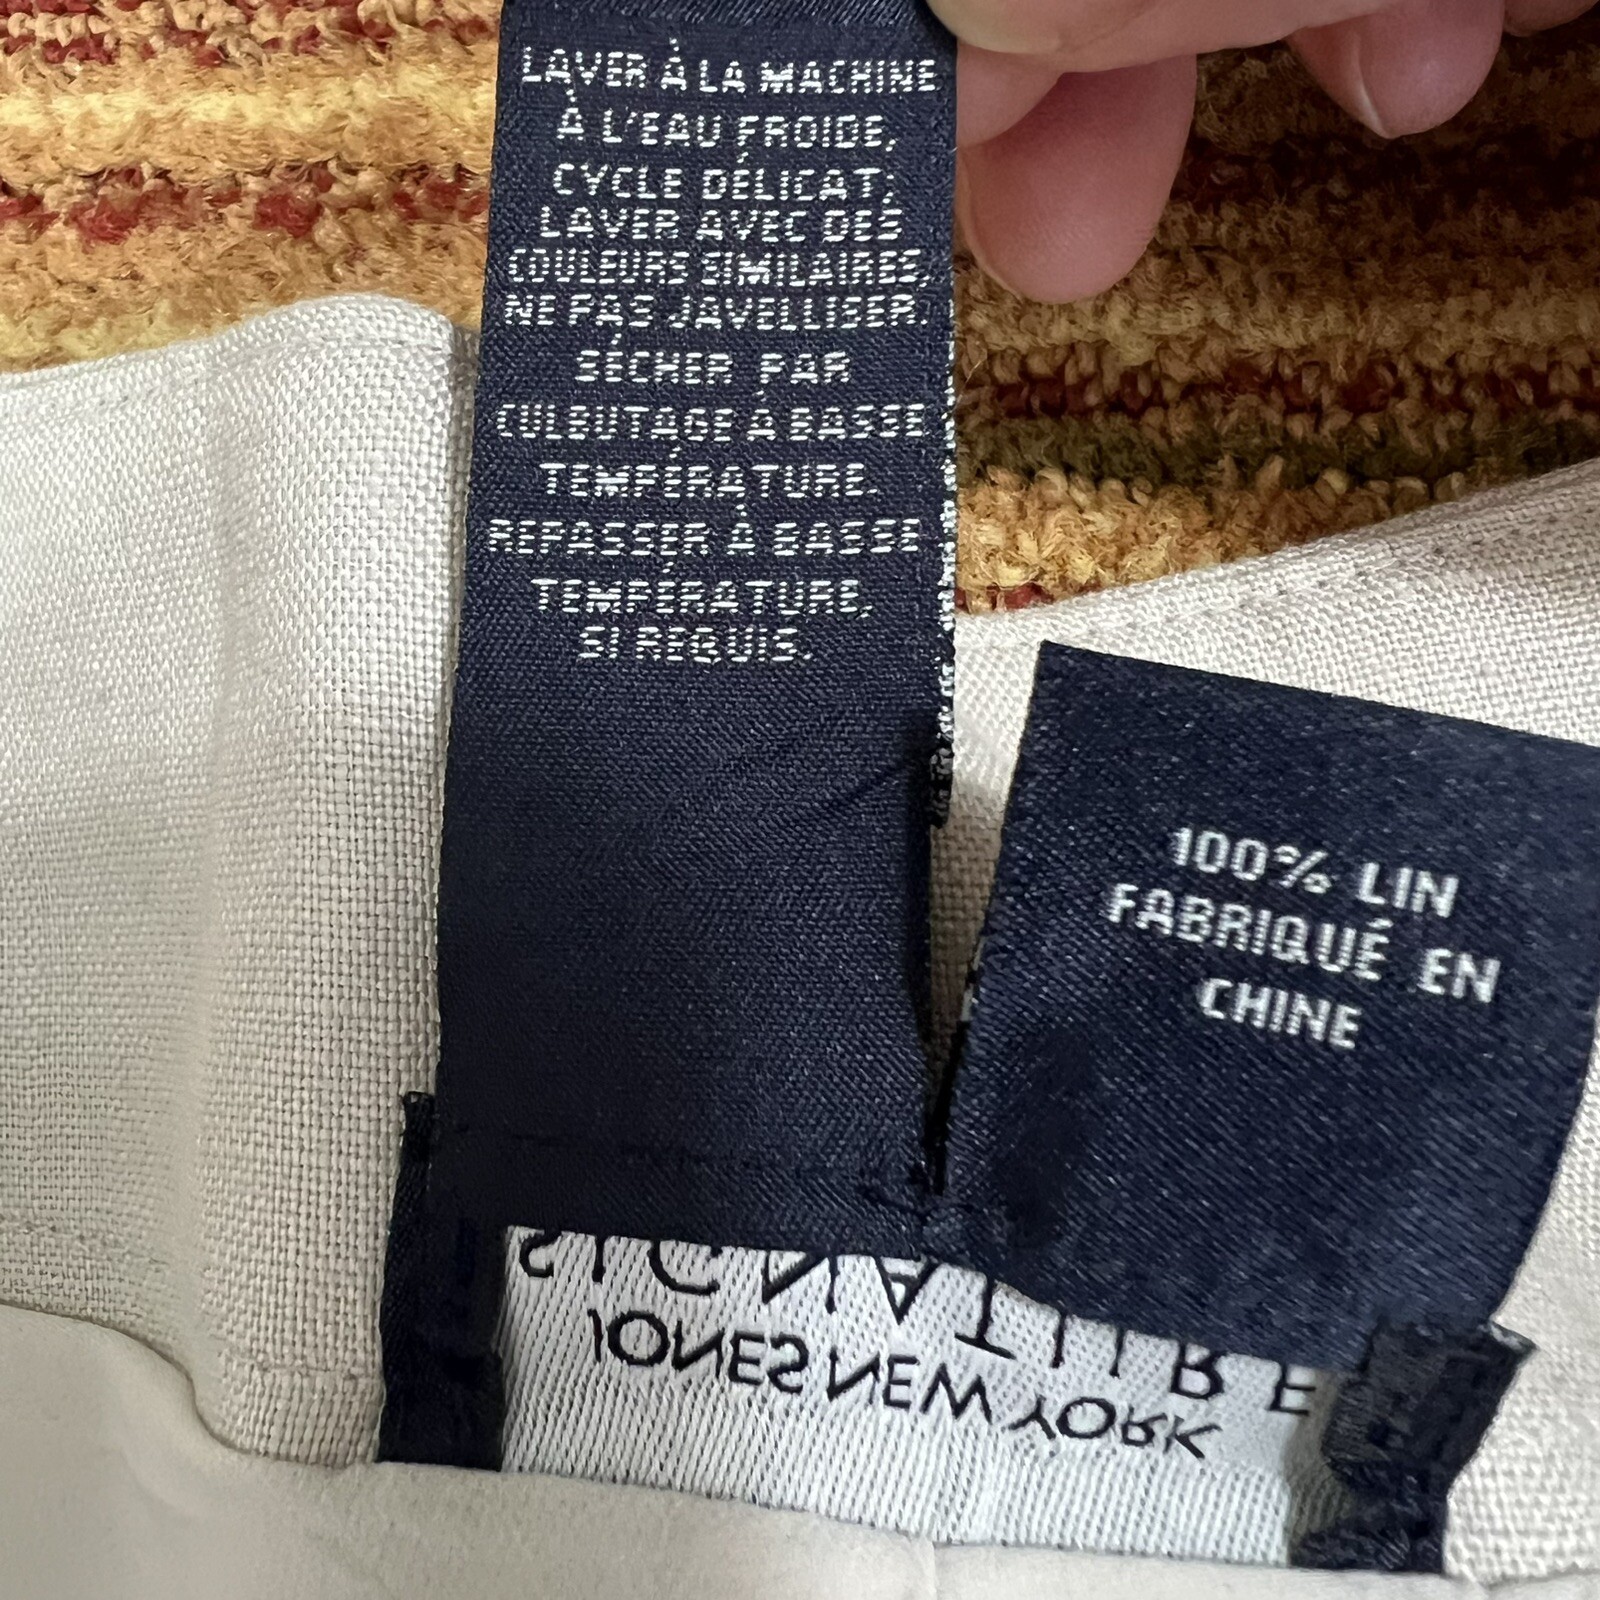 LAVER À LA MACHINE
À L'EAU FROIDE,
CYCLE DÉLICAT;
LAVER AVEC DES
COULEURS SIMILAIRES,
NE PAS JAVELLISER.
SÉCHER PAR
CULBUTAGE À BASSE
TEMPÉRATURE.
REPASSER À BASSE
TEMPÉRATURE,
SI REQUIS.
100% LIN
FABRIQUÉ EN
CHINE
JONES NEW YORK
SIGNATURE